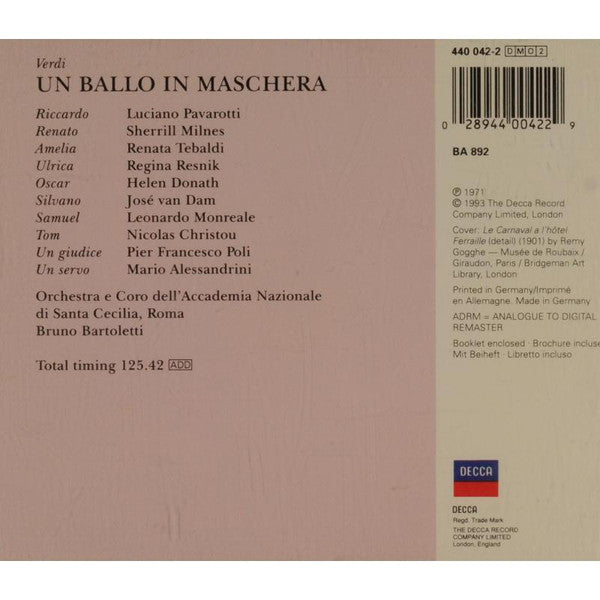 Verdi
UN BALLO IN MASCHERA
Riccardo Luciano Pavarotti
Renato Sherrill Milnes
Amelia Renata Tebaldi
Ulrica Regina Resnik
Oscar Helen Donath
Silvano José van Dam
Samuel Leonardo Monreale
Tom Nicolas Christou
Un giudice Pier Francesco Poli
Un servo Mario Alessandrini
Orchestra e Coro dell'Accademia Nazionale
di Santa Cecilia, Roma
Bruno Bartoletti
Total timing 125.42 ADD
440 042-2 DMO2
0 28944 00422 9
BA 892
℗ 1971
© 1993 The Decca Record
Company Limited, London
Cover: Le Carnaval a l'hôtel
Ferraille (detail) (1901) by Remy
Gogghe — Musée de Roubaix /
Giraudon, Paris / Bridgeman Art
Library, London
Printed in Germany/Imprimé
en Allemagne. Made in Germany
ADRM = ANALOGUE TO DIGITAL
REMASTER
Booklet enclosed · Brochure incluse
Mit Beiheft · Libretto incluso
DECCA
DECCA
Regd. Trade Mark
THE DECCA RECORD
COMPANY LIMITED
London, England